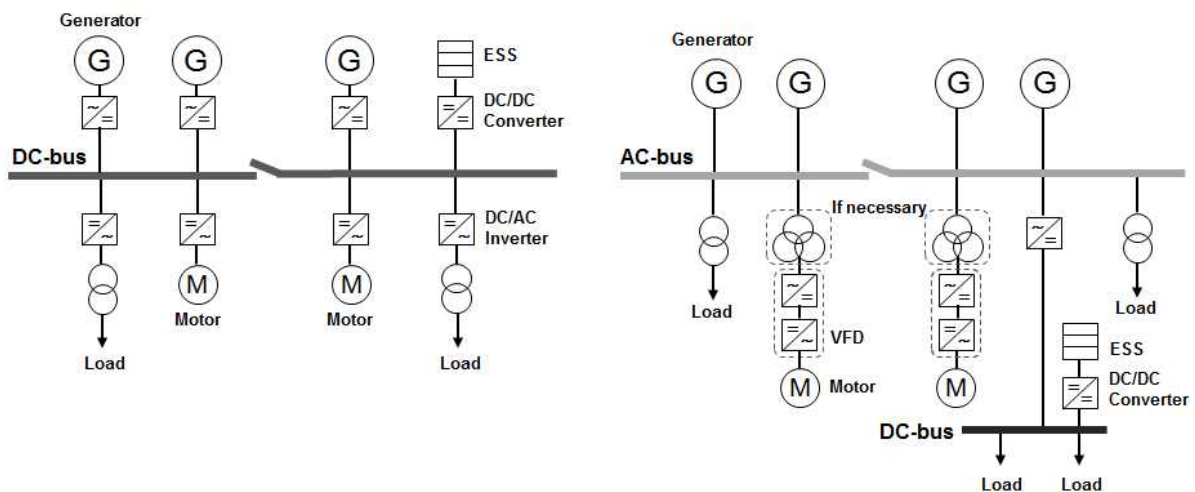 Generator
G
G
G
ESS
DC/DC
Converter
DC-bus
DC/AC
Inverter
M
M
Motor
Motor
Load
Load
Generator
G
G
G
G
AC-bus
If necessary
Load
Load
VFD
ESS
M
Motor
M
DC/DC
Converter
DC-bus
Load
Load